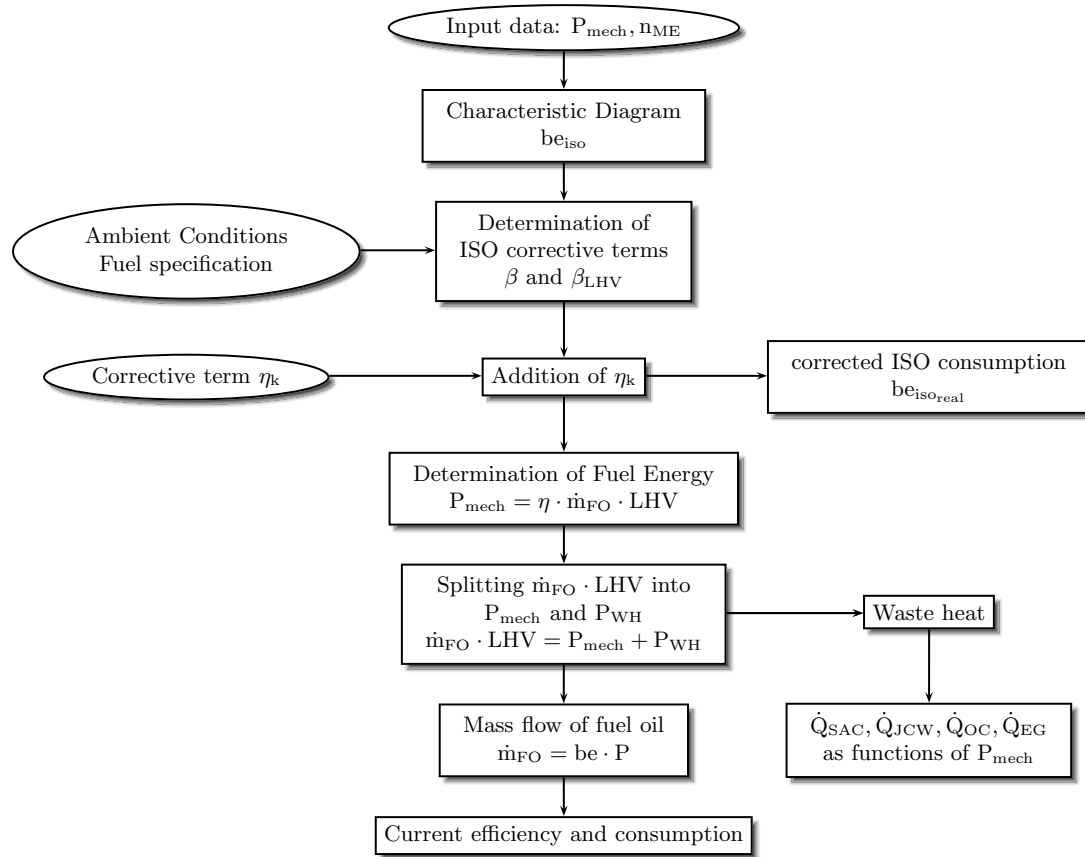 Input data: P_mech, n_ME
Characteristic Diagram
be_iso
Ambient Conditions
Fuel specification
Determination of
ISO corrective terms
β and β_LHV
Corrective term η_k
Addition of η_k
corrected ISO consumption
be_iso_real
Determination of Fuel Energy
P_mech = η · ṁ_FO · LHV
Splitting ṁ_FO · LHV into
P_mech and P_WH
ṁ_FO · LHV = P_mech + P_WH
Waste heat
Mass flow of fuel oil
ṁ_FO = be · P
Q̇_SAC, Q̇_JCW, Q̇_OC, Q̇_EG
as functions of P_mech
Current efficiency and consumption